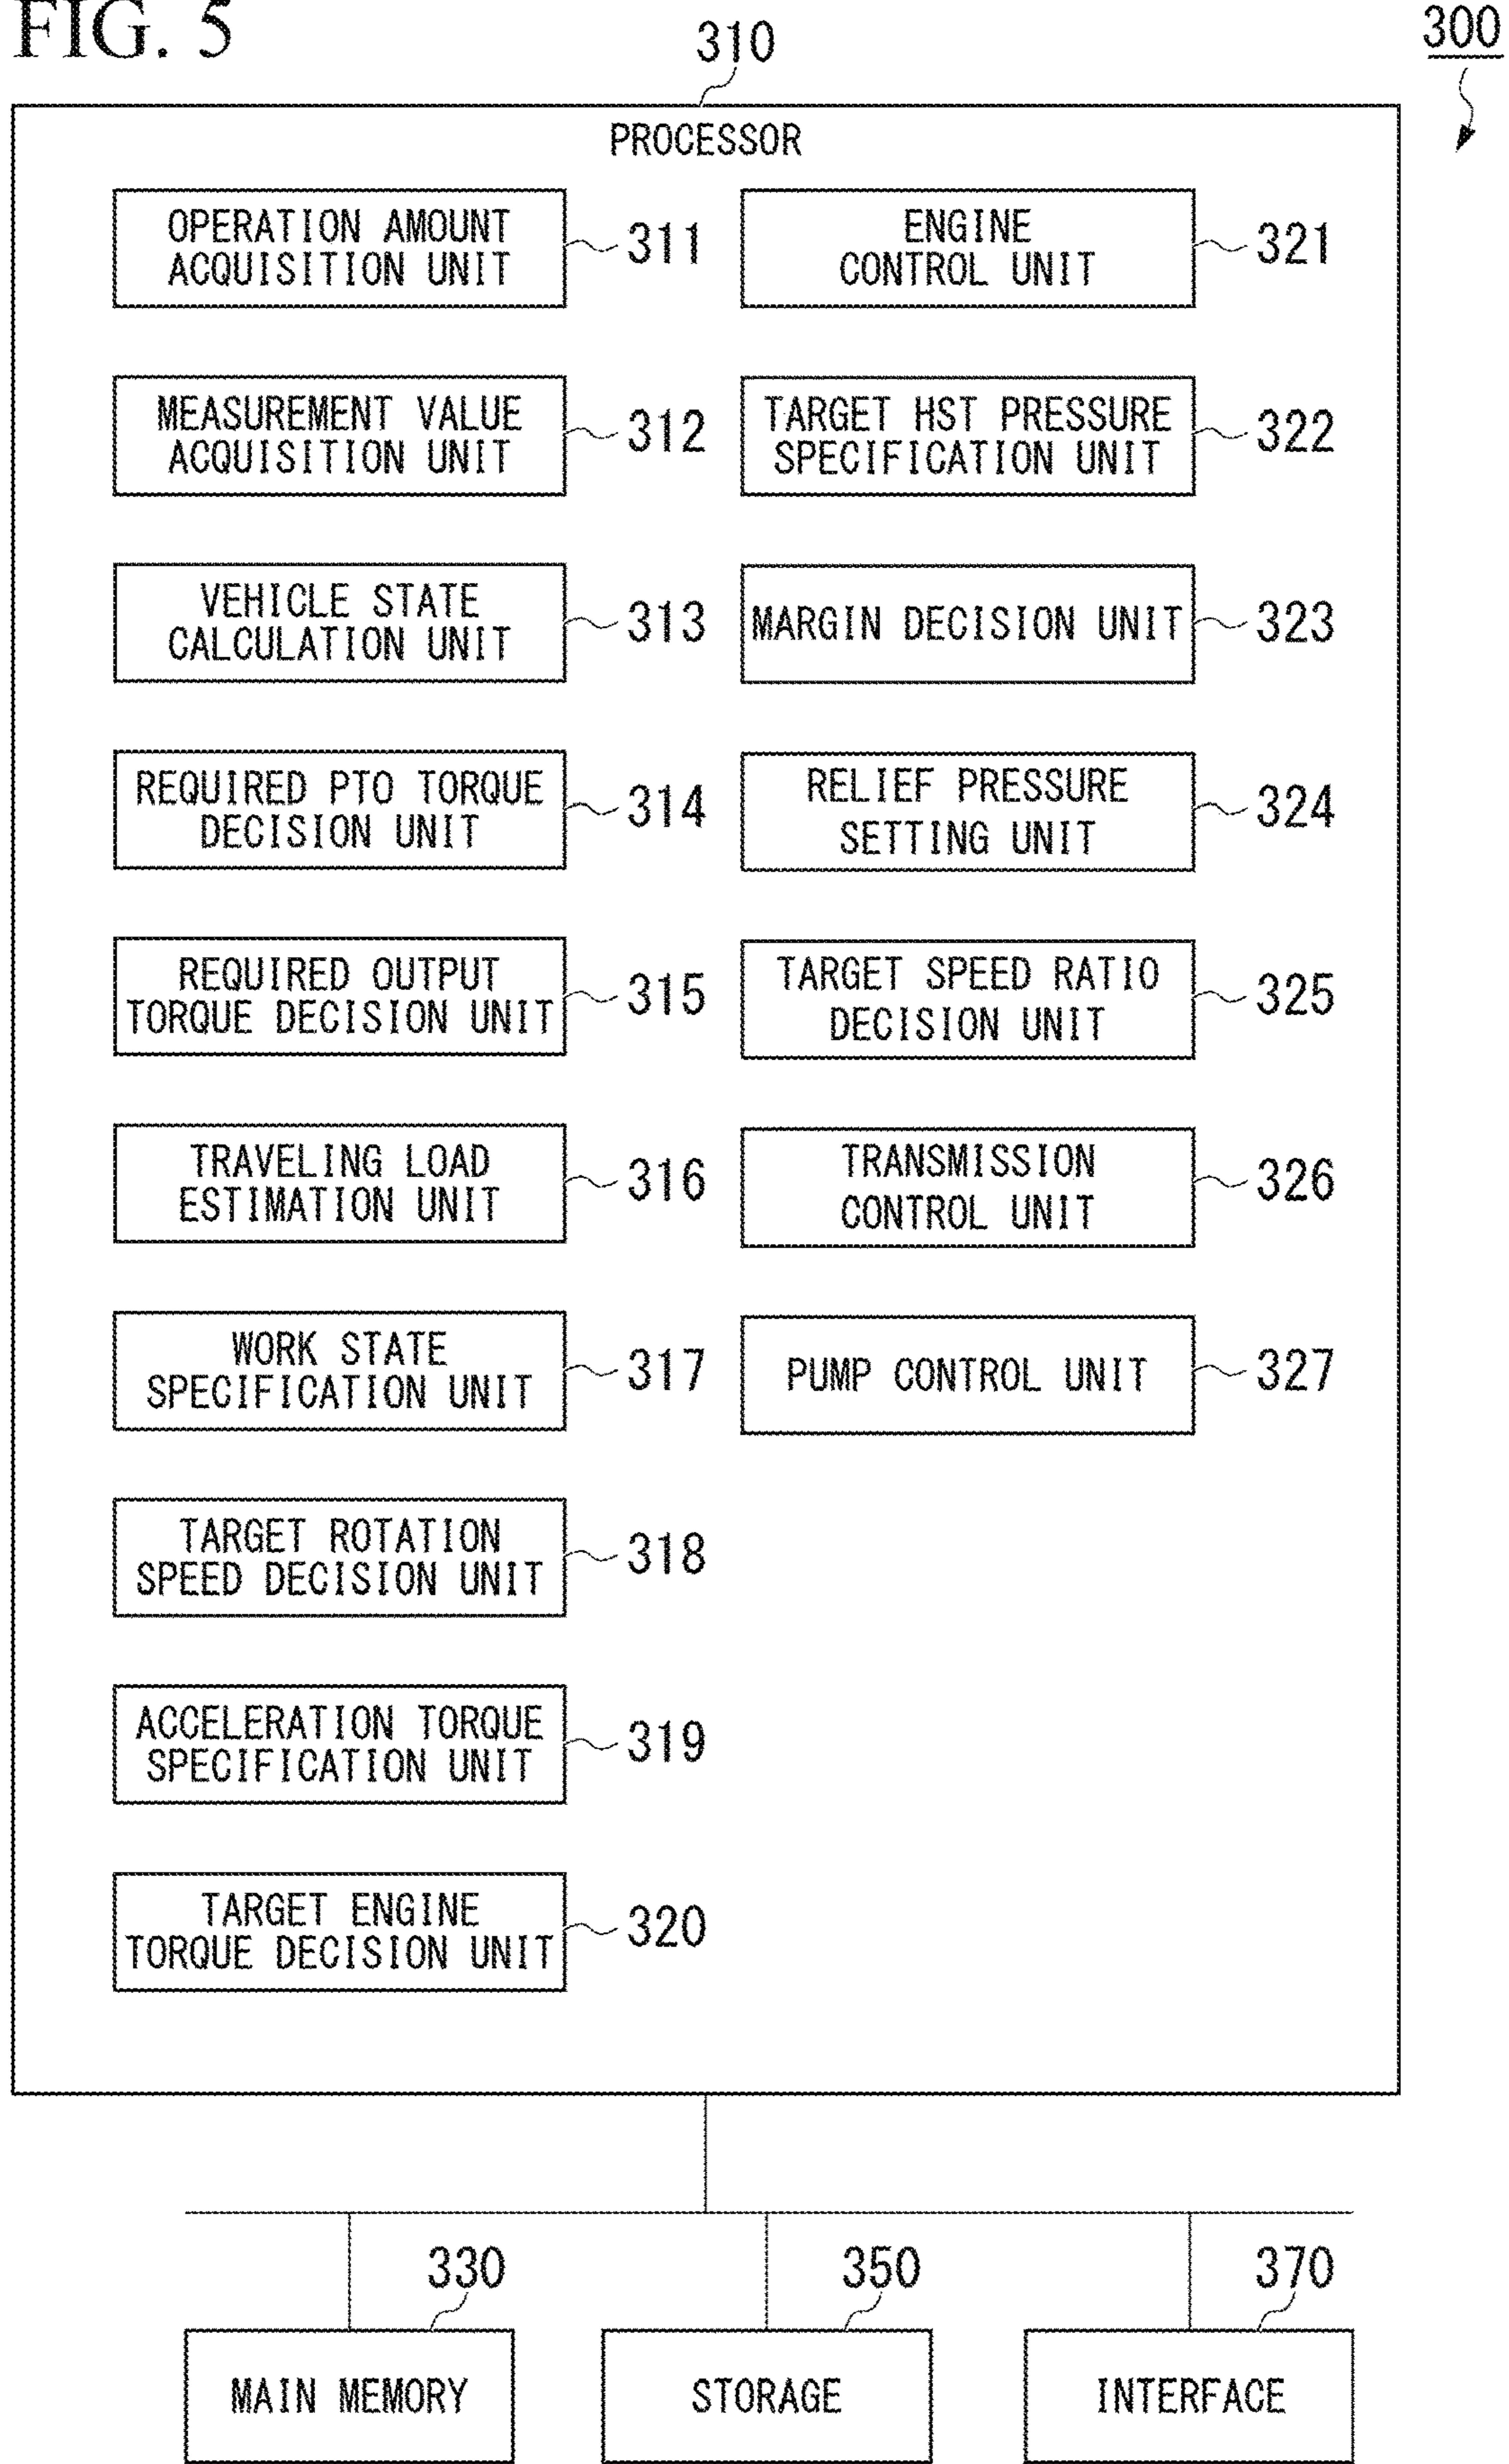 FIG. 5
300
310
PROCESSOR
OPERATION AMOUNT
ACQUISITION UNIT
311
MEASUREMENT VALUE
ACQUISITION UNIT
312
VEHICLE STATE
CALCULATION UNIT
313
REQUIRED PTO TORQUE
DECISION UNIT
314
REQUIRED OUTPUT
TORQUE DECISION UNIT
315
TRAVELING LOAD
ESTIMATION UNIT
316
WORK STATE
SPECIFICATION UNIT
317
TARGET ROTATION
SPEED DECISION UNIT
318
ACCELERATION TORQUE
SPECIFICATION UNIT
319
TARGET ENGINE
TORQUE DECISION UNIT
320
ENGINE
CONTROL UNIT
321
TARGET HST PRESSURE
SPECIFICATION UNIT
322
MARGIN DECISION UNIT
323
RELIEF PRESSURE
SETTING UNIT
324
TARGET SPEED RATIO
DECISION UNIT
325
TRANSMISSION
CONTROL UNIT
326
PUMP CONTROL UNIT
327
330
MAIN MEMORY
350
STORAGE
370
INTERFACE